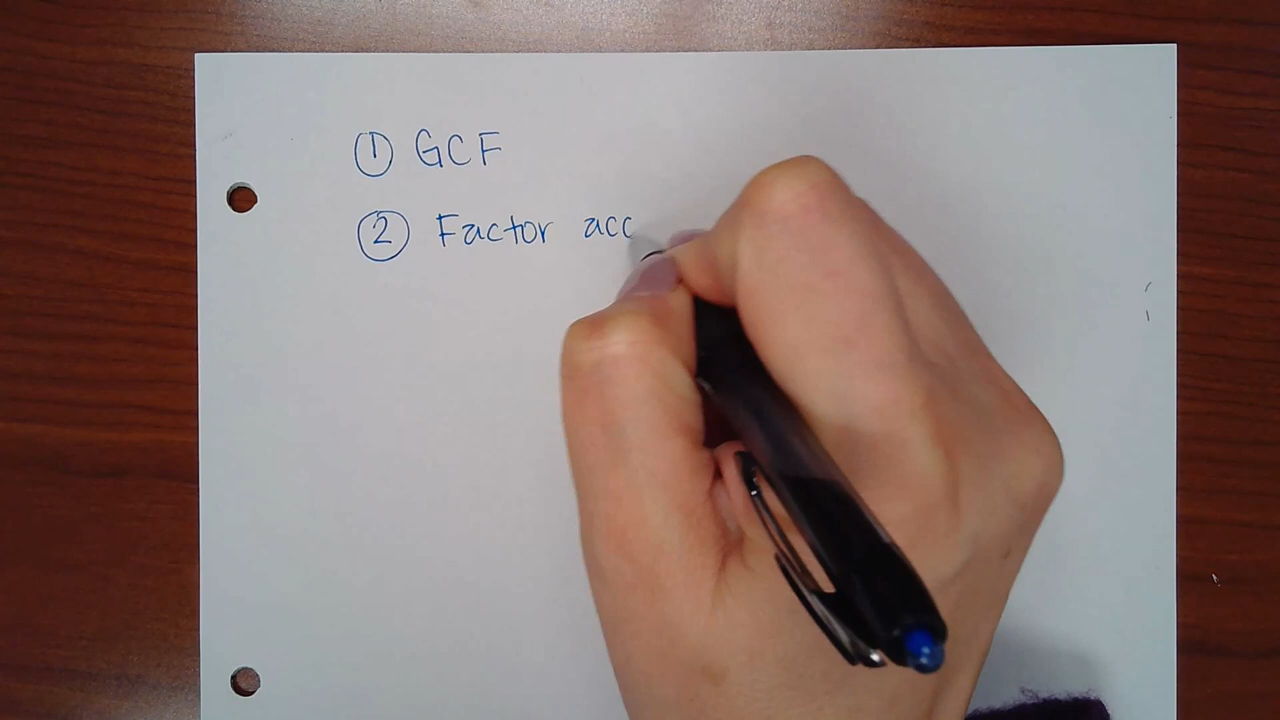 ① GCF
② Factor acc